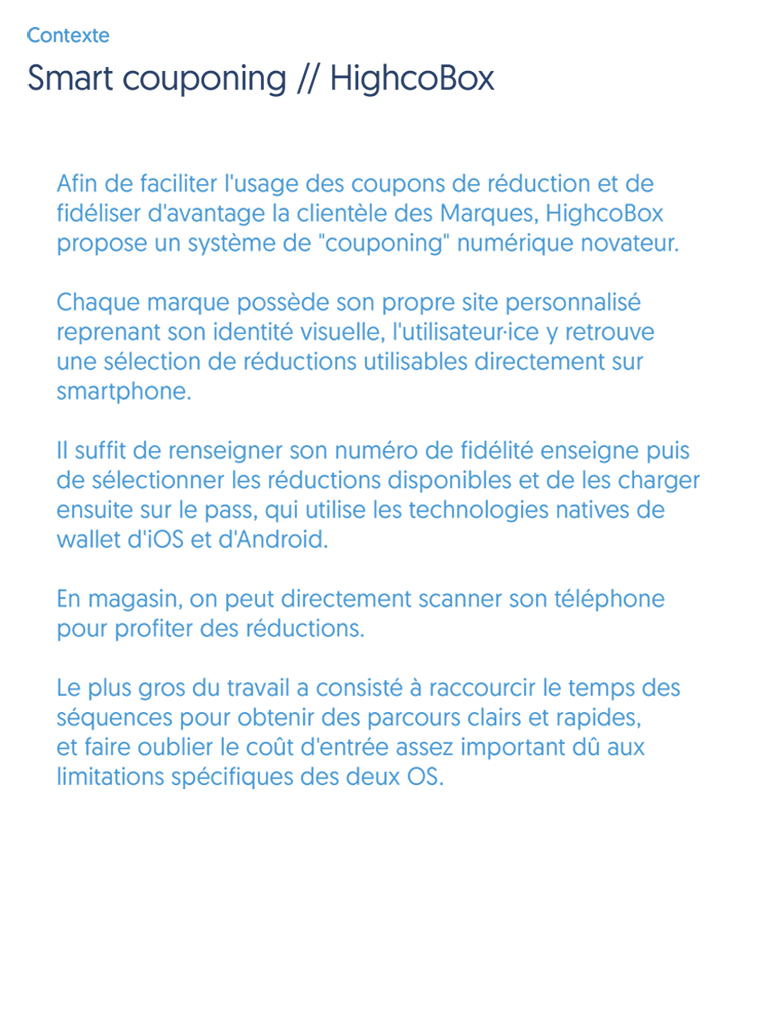 Contexte
Smart couponing // HighcoBox
Afin de faciliter l'usage des coupons de réduction et de
fidéliser d'avantage la clientèle des Marques, HighcoBox
propose un système de "couponing" numérique novateur.
Chaque marque possède son propre site personnalisé
reprenant son identité visuelle, l'utilisateur·ice y retrouve
une sélection de réductions utilisables directement sur
smartphone.
Il suffit de renseigner son numéro de fidélité enseigne puis
de sélectionner les réductions disponibles et de les charger
ensuite sur le pass, qui utilise les technologies natives de
wallet d'iOS et d'Android.
En magasin, on peut directement scanner son téléphone
pour profiter des réductions.
Le plus gros du travail a consisté à raccourcir le temps des
séquences pour obtenir des parcours clairs et rapides,
et faire oublier le coût d'entrée assez important dû aux
limitations spécifiques des deux OS.